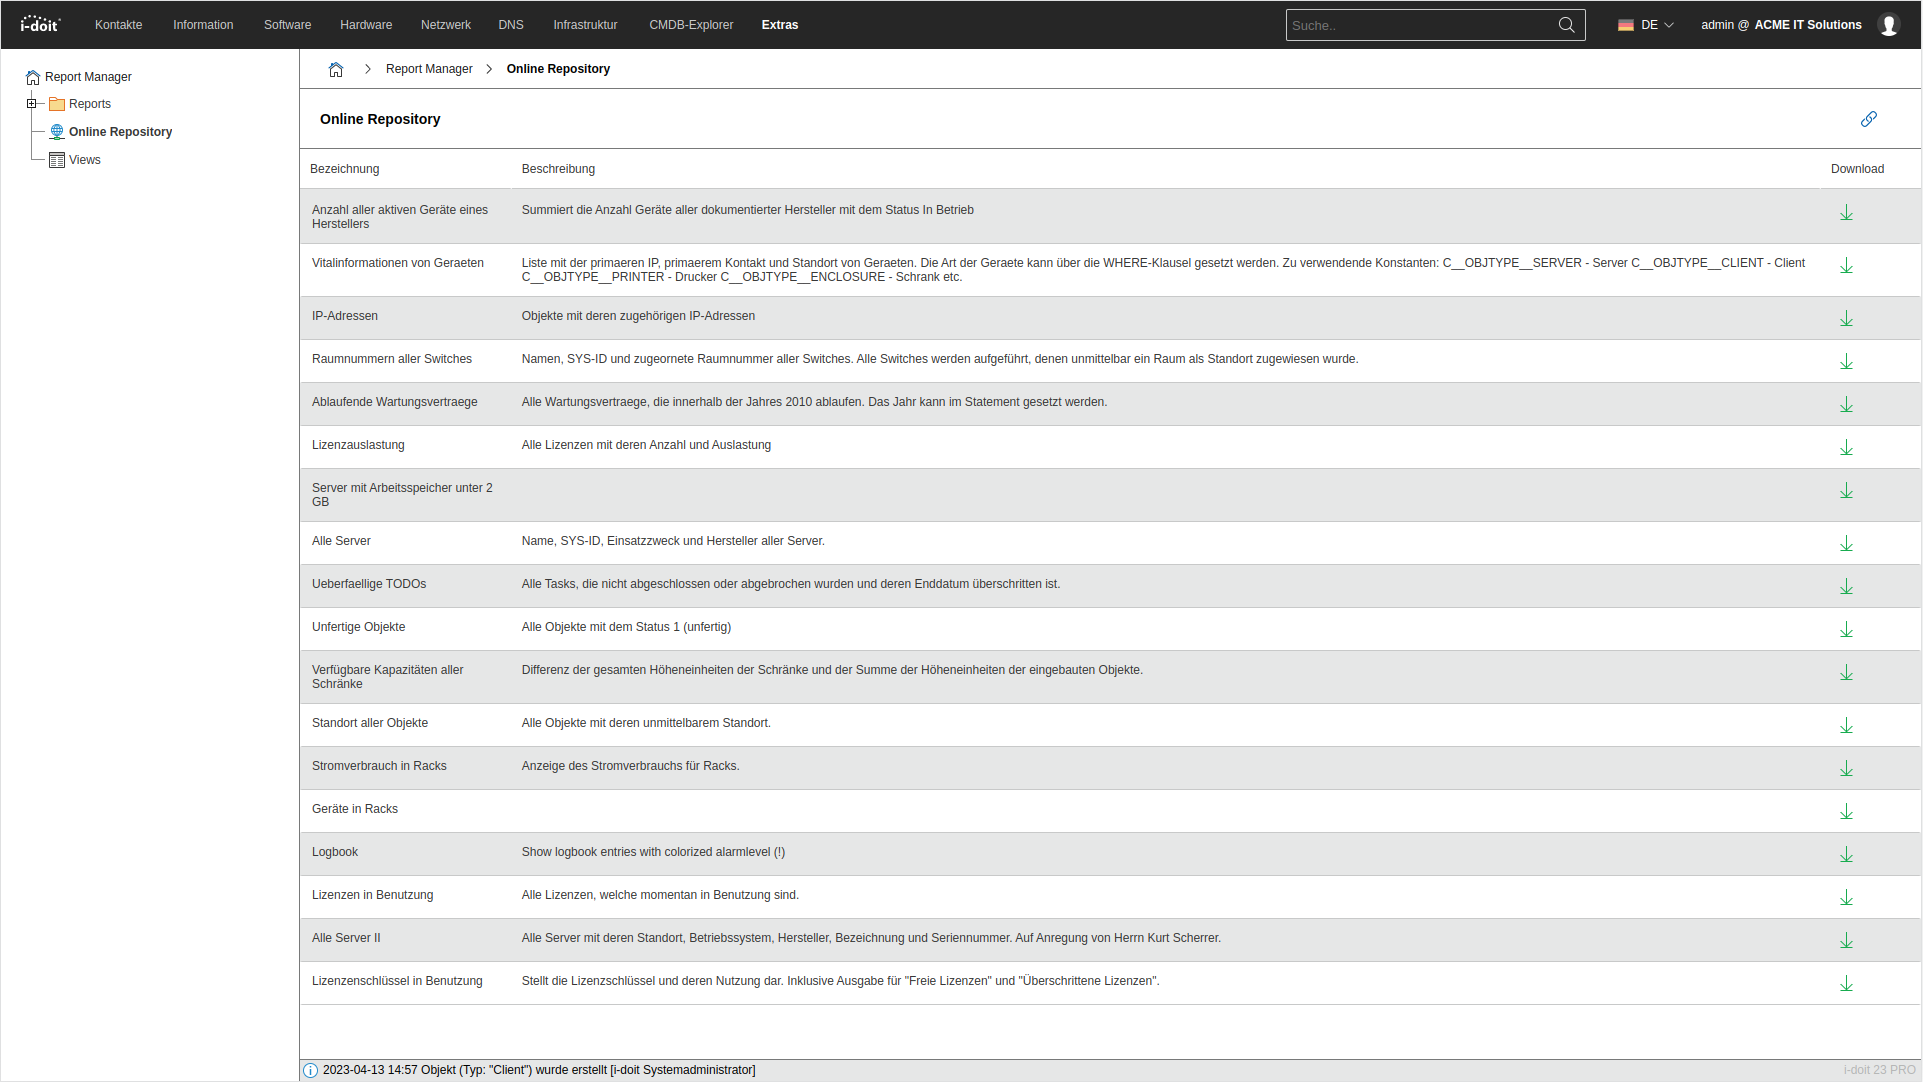 i-doit Kontakte Information Software Hardware Netzwerk DNS Infrastruktur CMDB-Explorer Extras Suche.. DE admin @ ACME IT Solutions
Report Manager
Reports
Online Repository
Views
Report Manager Online Repository
Online Repository
Bezeichnung Beschreibung Download
Anzahl aller aktiven Geräte eines
Herstellers
Summiert die Anzahl Geräte aller dokumentierter Hersteller mit dem Status In Betrieb
Vitalinformationen von Geraeten
Liste mit der primaeren IP, primaerem Kontakt und Standort von Geraeten. Die Art der Geraete kann über die WHERE-Klausel gesetzt werden. Zu verwendende Konstanten: C__OBJTYPE__SERVER - Server C__OBJTYPE__CLIENT - Client
C__OBJTYPE__PRINTER - Drucker C__OBJTYPE__ENCLOSURE - Schrank etc.
IP-Adressen Objekte mit deren zugehörigen IP-Adressen
Raumnummern aller Switches Namen, SYS-ID und zugeornete Raumnummer aller Switches. Alle Switches werden aufgeführt, denen unmittelbar ein Raum als Standort zugewiesen wurde.
Ablaufende Wartungsvertraege Alle Wartungsvertraege, die innerhalb der Jahres 2010 ablaufen. Das Jahr kann im Statement gesetzt werden.
Lizenzauslastung Alle Lizenzen mit deren Anzahl und Auslastung
Server mit Arbeitsspeicher unter 2
GB
Alle Server Name, SYS-ID, Einsatzzweck und Hersteller aller Server.
Ueberfaellige TODOs Alle Tasks, die nicht abgeschlossen oder abgebrochen wurden und deren Enddatum überschritten ist.
Unfertige Objekte Alle Objekte mit dem Status 1 (unfertig)
Verfügbare Kapazitäten aller
Schränke
Differenz der gesamten Höheneinheiten der Schränke und der Summe der Höheneinheiten der eingebauten Objekte.
Standort aller Objekte Alle Objekte mit deren unmittelbarem Standort.
Stromverbrauch in Racks Anzeige des Stromverbrauchs für Racks.
Geräte in Racks
Logbook Show logbook entries with colorized alarmlevel (!)
Lizenzen in Benutzung Alle Lizenzen, welche momentan in Benutzung sind.
Alle Server II Alle Server mit deren Standort, Betriebssystem, Hersteller, Bezeichnung und Seriennummer. Auf Anregung von Herrn Kurt Scherrer.
Lizenzenschlüssel in Benutzung Stellt die Lizenzschlüssel und deren Nutzung dar. Inklusive Ausgabe für "Freie Lizenzen" und "Überschrittene Lizenzen".
2023-04-13 14:57 Objekt (Typ: "Client") wurde erstellt [i-doit Systemadministrator] i-doit 23 PRO